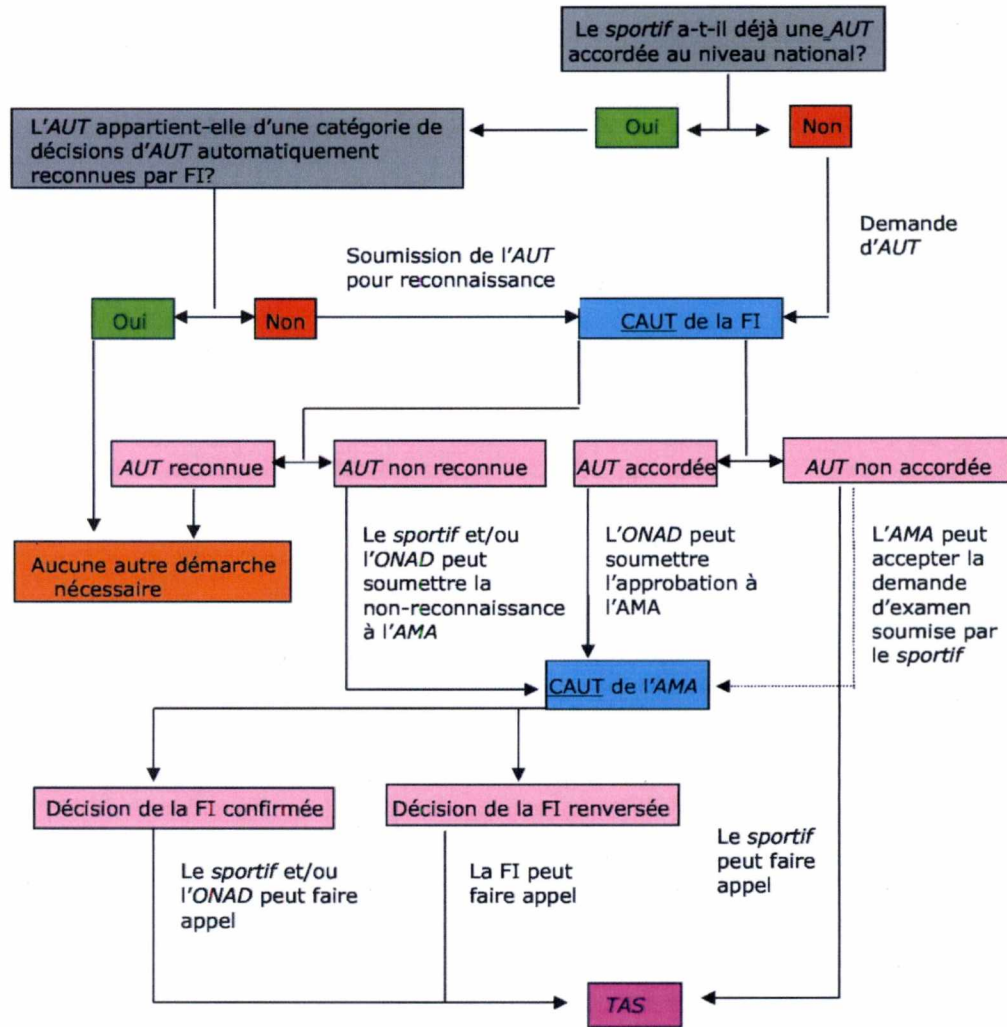 Le sportif a-t-il déjà une AUT
accordée au niveau national?
Oui
Non
L'AUT appartient-elle d'une catégorie de
décisions d'AUT automatiquement
reconnues par FI?
Demande
d'AUT
Soumission de l'AUT
pour reconnaissance
Oui
Non
CAUT de la FI
AUT reconnue
AUT non reconnue
AUT accordée
AUT non accordée
Aucune autre démarche
nécessaire
Le sportif et/ou
l'ONAD peut
soumettre la
non-reconnaissance
à l'AMA
L'ONAD peut
soumettre
l'approbation à
l'AMA
L'AMA peut
accepter la
demande
d'examen
soumise par
le sportif
CAUT de l'AMA
Décision de la FI confirmée
Décision de la FI renversée
Le sportif et/ou
l'ONAD peut faire
appel
La FI peut
faire appel
Le sportif
peut faire
appel
TAS